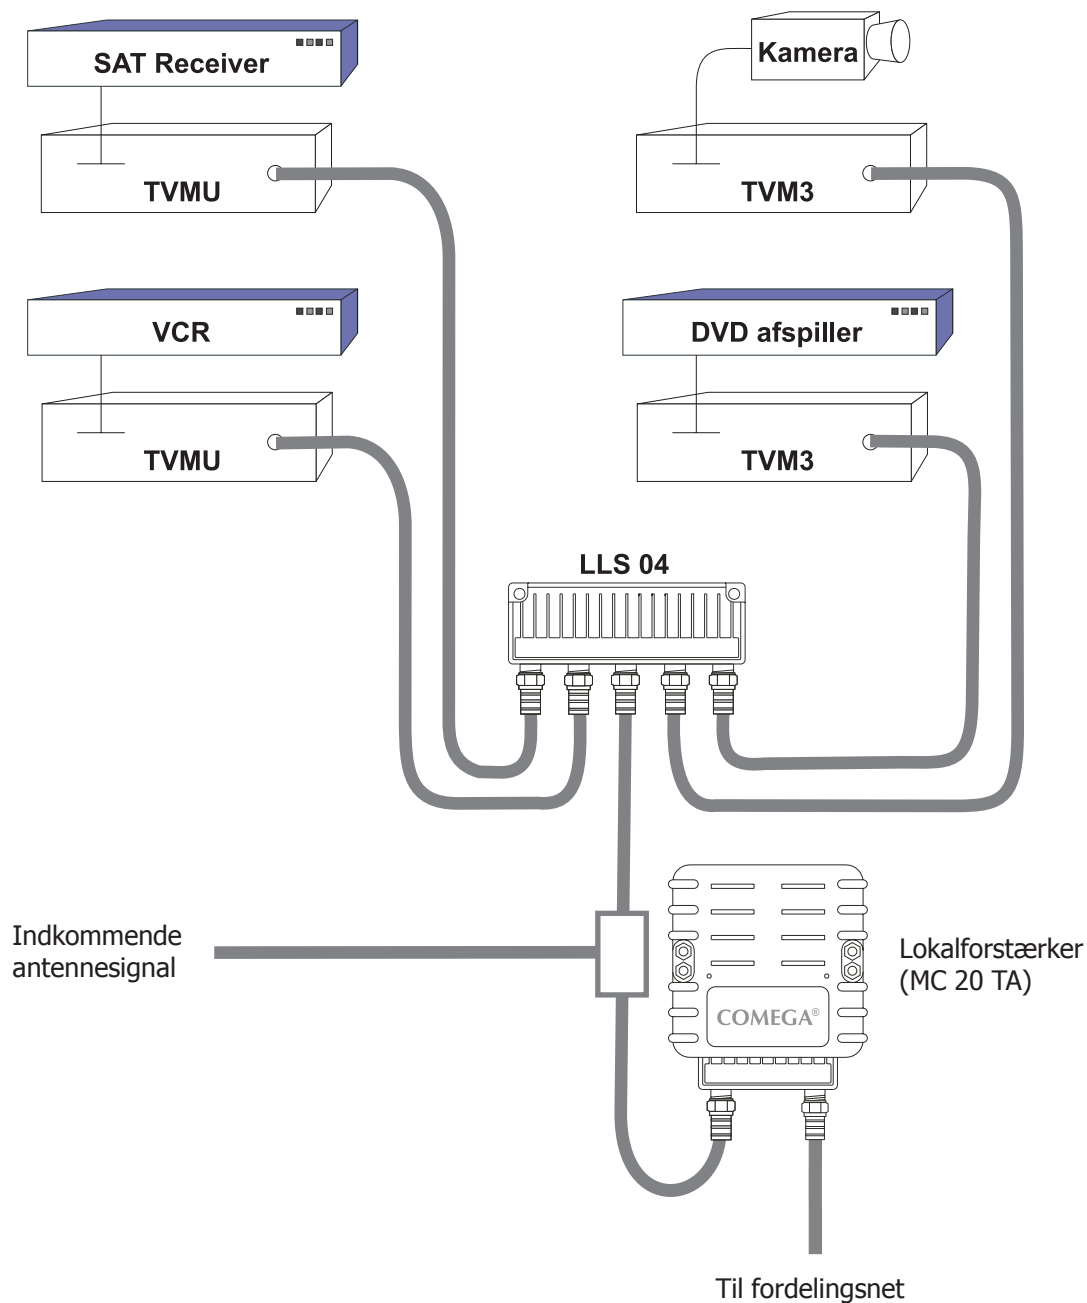 SAT Receiver
Kamera
TVMU
TVM3
VCR
DVD afspiller
TVMU
TVM3
LLS 04
Indkommende
antennesignal
Lokalforstærker
(MC 20 TA)
COMEGA®
Til fordelingsnet